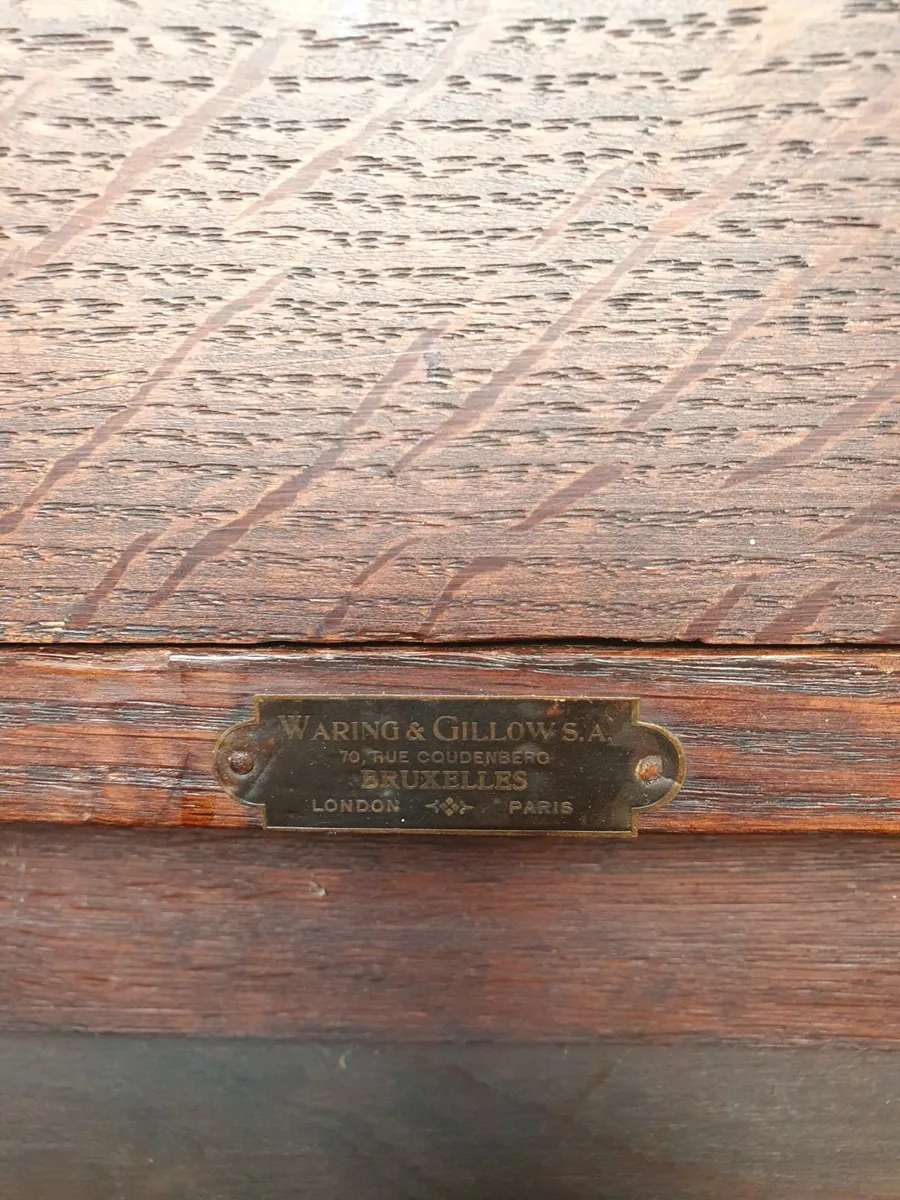 WARING & GILLOW S.A.
70, RUE COUDENBERG
BRUXELLES
LONDON PARIS